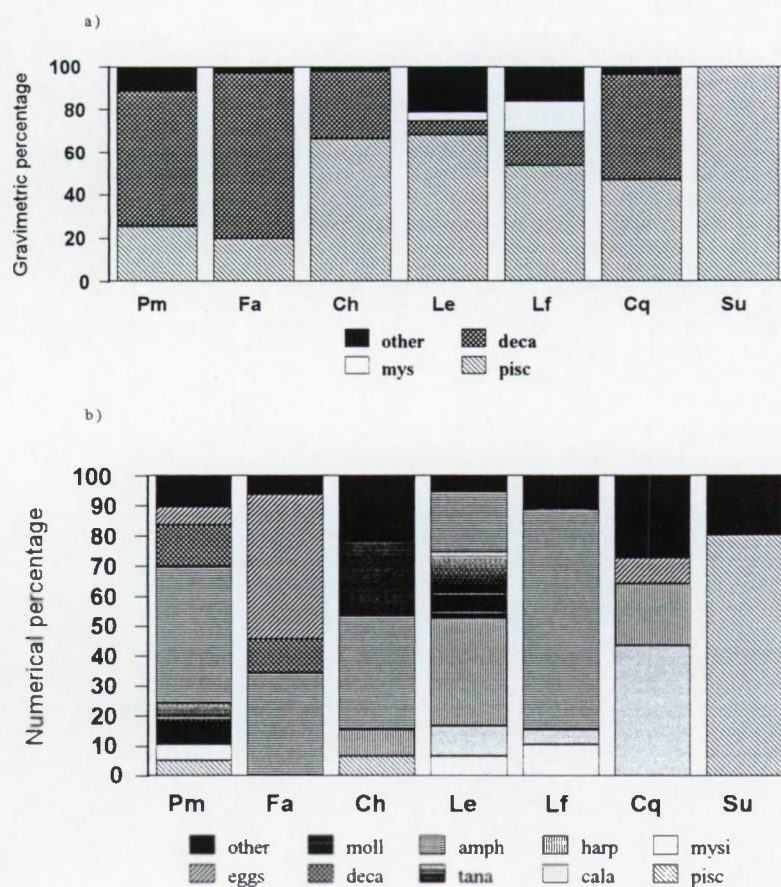 a)
Gravimetric percentage
100
80
60
40
20
0
Pm Fa Ch Le Lf Cq Su
other deca
mys pisc
b)
Numerical percentage
100
90
80
70
60
50
40
30
20
10
0
Pm Fa Ch Le Lf Cq Su
other moll amph harp mysi
eggs deca tana cala pisc